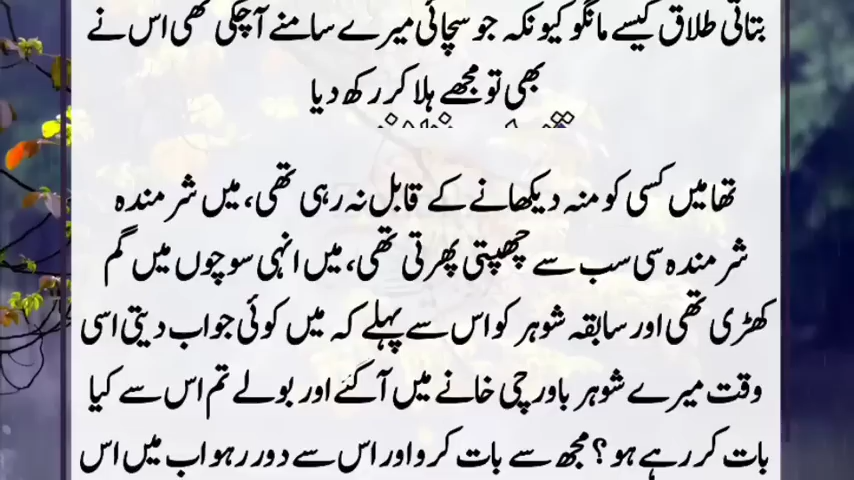 بتاتی طلاق کیسے مانگو کیونکہ جو سچائی میرے سامنے آچکی تھی اس نے
بھی تو مجھے ہلا کر رکھ دیا
تھا میں کسی کو منہ دیکھانے کے قابل نہ رہی تھی، میں شرمندہ
شرمندہ سی سب سے چھپتی پھرتی تھی، میں انہی سوچوں میں گم
کھڑی تھی اور سابقہ شوہر کو اس سے پہلے کہ میں کوئی جواب دیتی اسی
وقت میرے شوہر باورچی خانے میں آگئے اور بولے تم اس سے کیا
بات کر رہے ہو؟ مجھ سے بات کرو اور اس سے دور رہو اب میں اس